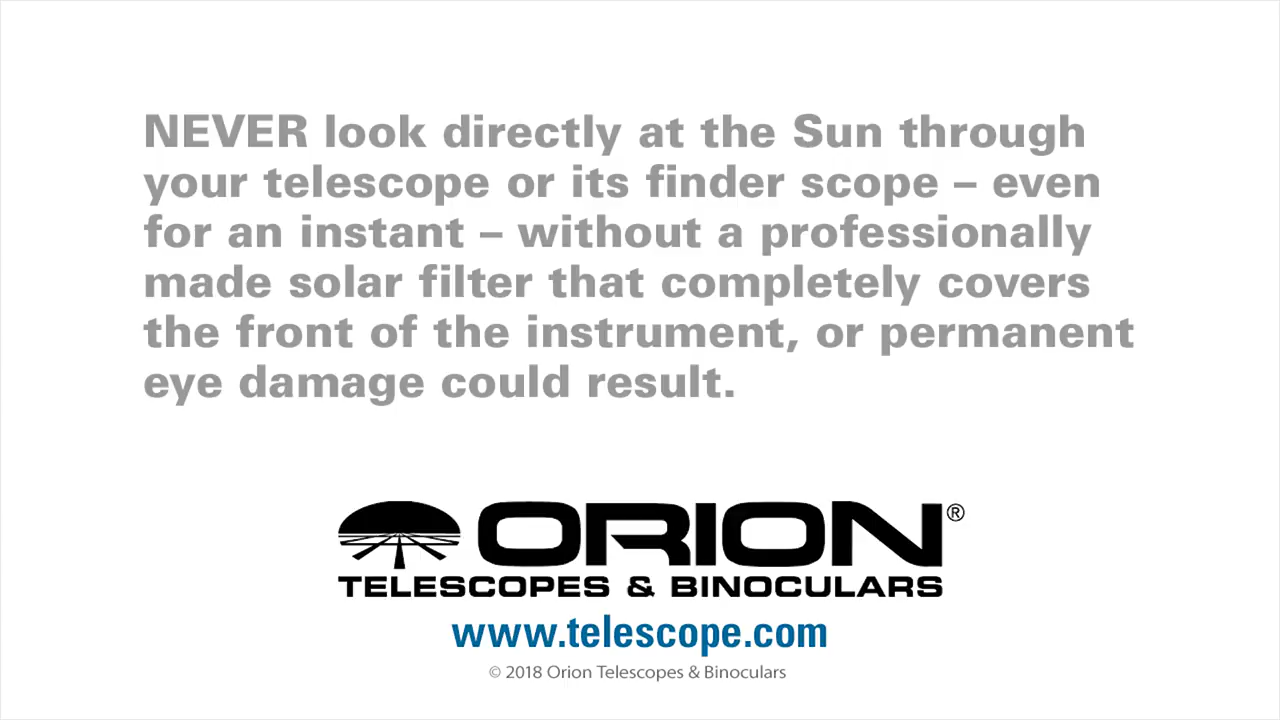 NEVER look directly at the Sun through
your telescope or its finder scope – even
for an instant – without a professionally
made solar filter that completely covers
the front of the instrument, or permanent
eye damage could result.
ORION®
TELESCOPES & BINOCULARS
www.telescope.com
© 2018 Orion Telescopes & Binoculars